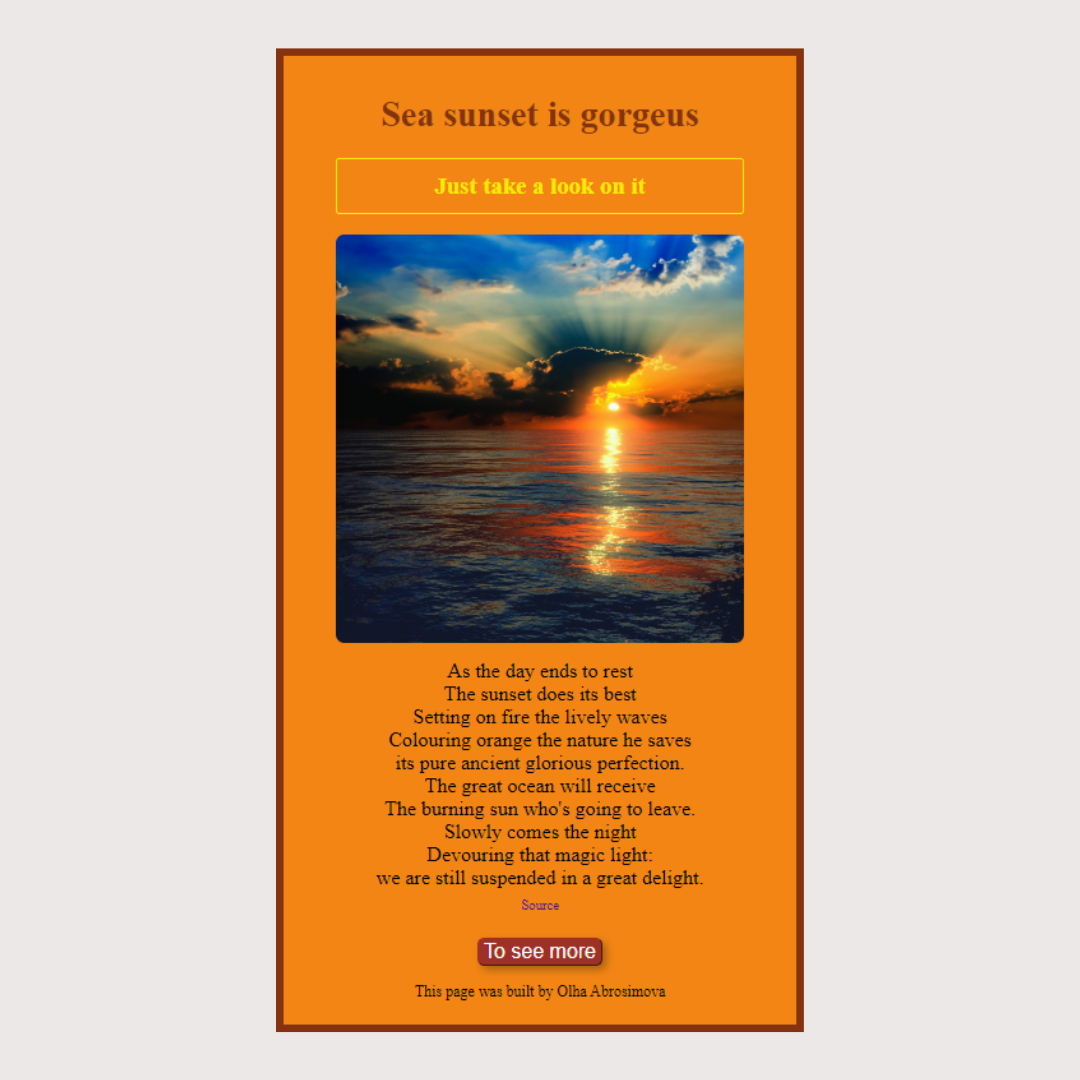 Sea sunset is gorgeus
Just take a look on it
As the day ends to rest
The sunset does its best
Setting on fire the lively waves
Colouring orange the nature he saves
its pure ancient glorious perfection.
The great ocean will receive
The burning sun who's going to leave.
Slowly comes the night
Devouring that magic light:
we are still suspended in a great delight.
Source
To see more
This page was built by Olha Abrosimova